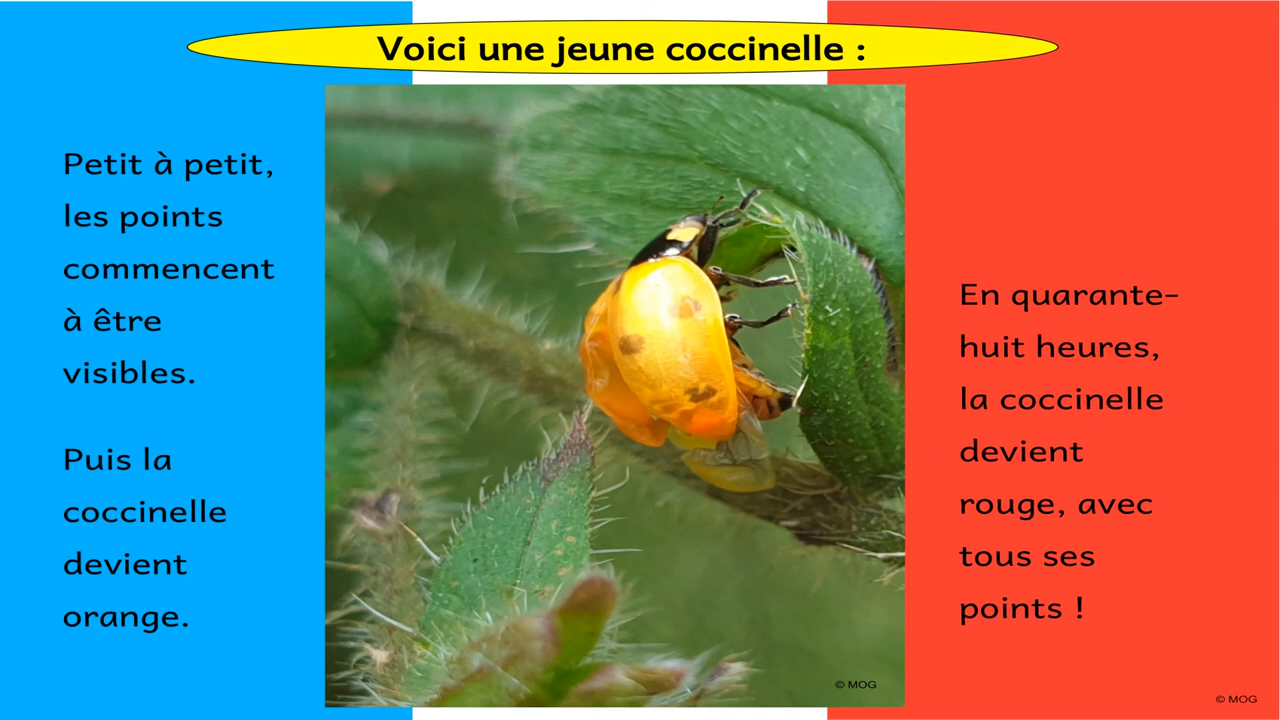 Voici une jeune coccinelle :
Petit à petit,
les points
commencent
à être
visibles.
Puis la
coccinelle
devient
orange.
En quarante-
huit heures,
la coccinelle
devient
rouge, avec
tous ses
points !
© MOG
© MOG